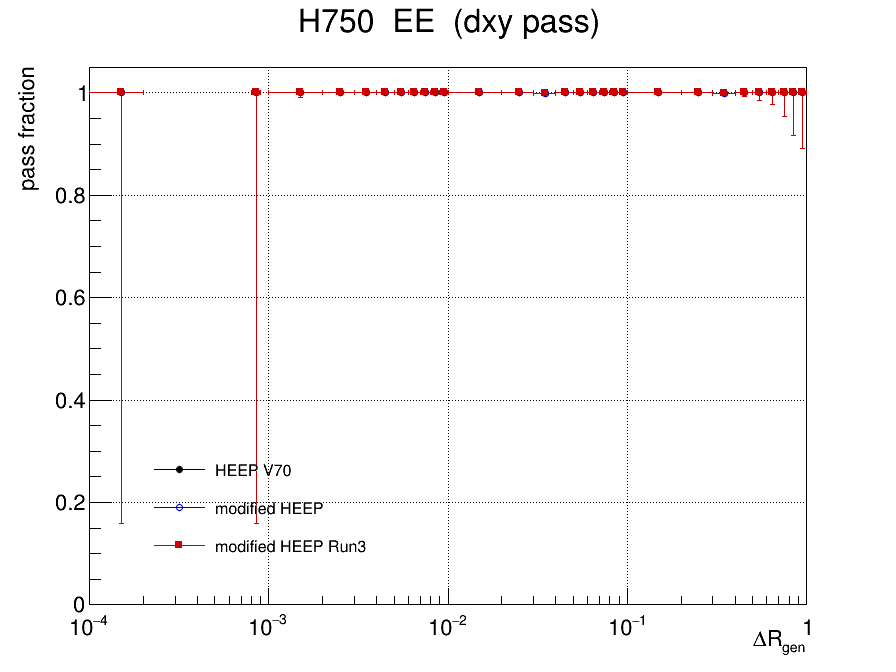 H750 EE (dxy pass)
pass fraction
1
0.8
0.6
0.4
0.2
0
HEEP V70
modified HEEP
modified HEEP Run3
10⁻⁴ 10⁻³ 10⁻² 10⁻¹ 1
ΔR_gen